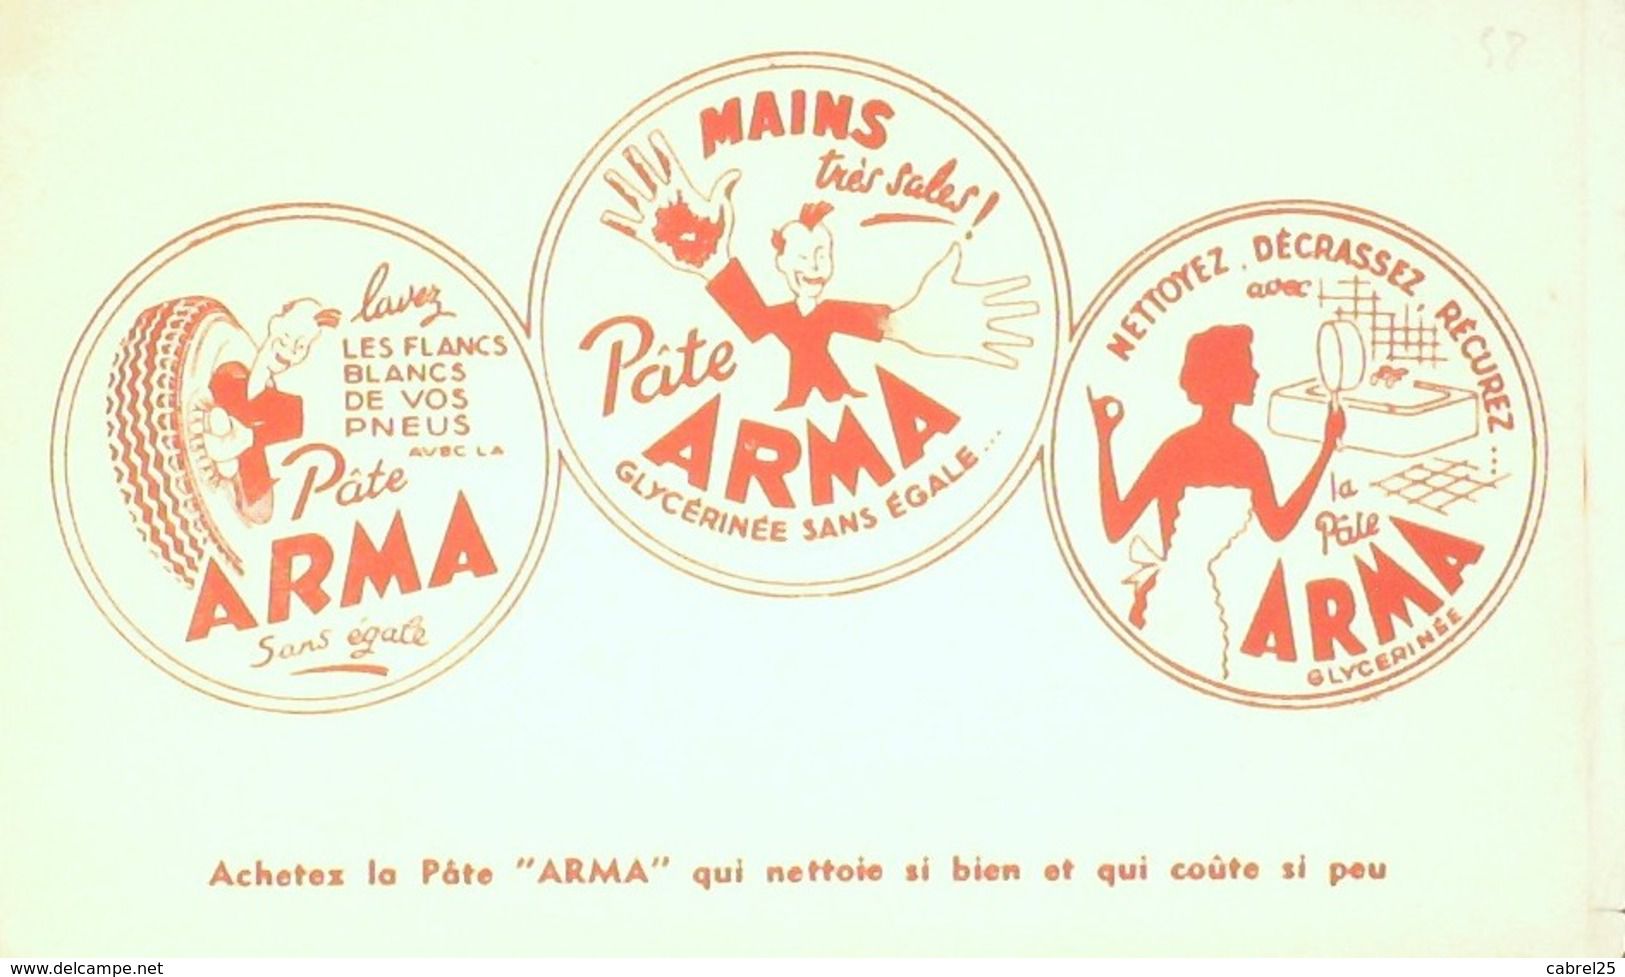 lavez
LES FLANCS
BLANCS
DE VOS
PNEUS
AVEC LA
Pâte
ARMA
Sans égale
MAINS
très sales !
Pâte
ARMA
GLYCÉRINÉE SANS ÉGALE...
NETTOYEZ, DÉCRASSEZ, RÉCUREZ....
avec
la
Pâte
ARMA
GLYCERINÉE
Achetez la Pâte "ARMA" qui nettoie si bien et qui coûte si peu
58
www.delcampe.net
cabrel25